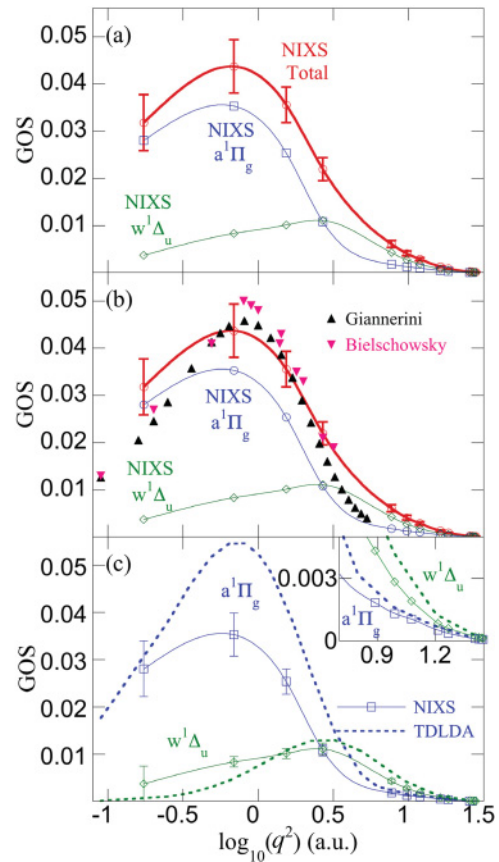 0.05
(a)
NIXS
Total
0.04
NIXS
a¹Πg
0.03
GOS
0.02
NIXS
w¹Δu
0.01
0.05
(b)
Giannerini
Bielschowsky
0.04
NIXS
a¹Πg
0.03
GOS
0.02
NIXS
w¹Δu
0.01
(c)
0.05
w¹Δu
0.003
a¹Πg
0.04
a¹Πg
0
0.9 1.2
0.03
GOS
NIXS
0.02
TDLDA
w¹Δu
0.01
-1 -0.5 0 0.5 1 1.5
log₁₀(q²) (a.u.)